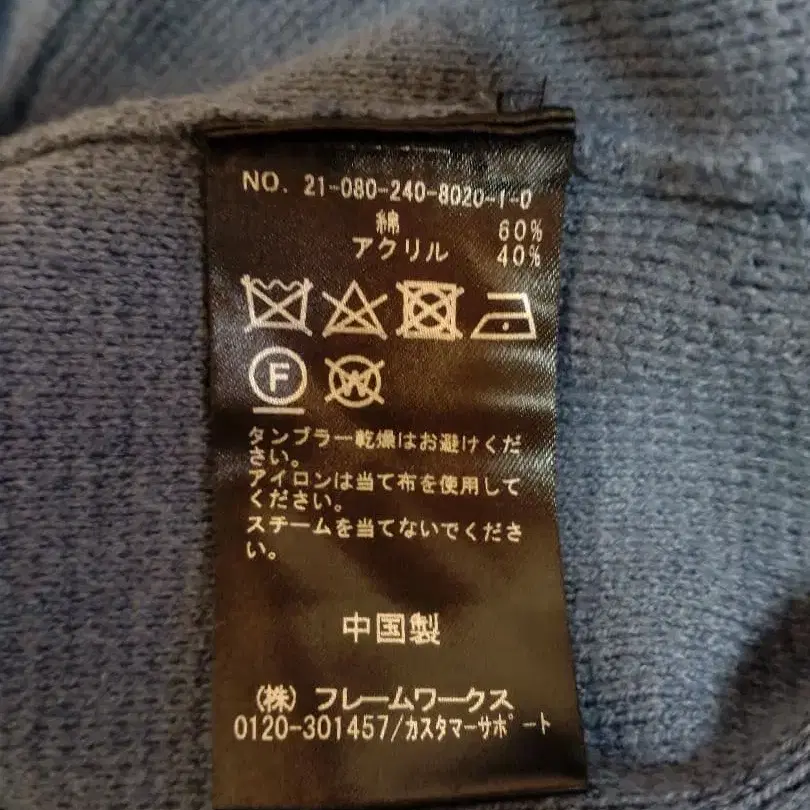 NO. 21-080-240-8020-1-0
綿 60%
アクリル 40%
F W
タンブラー乾燥はお避けくだ
さい。
アイロンは当て布を使用して
ください。
スチームを当てないでくださ
い。
中国製
(株) フレームワークス
0120-301457/カスタマーサポート